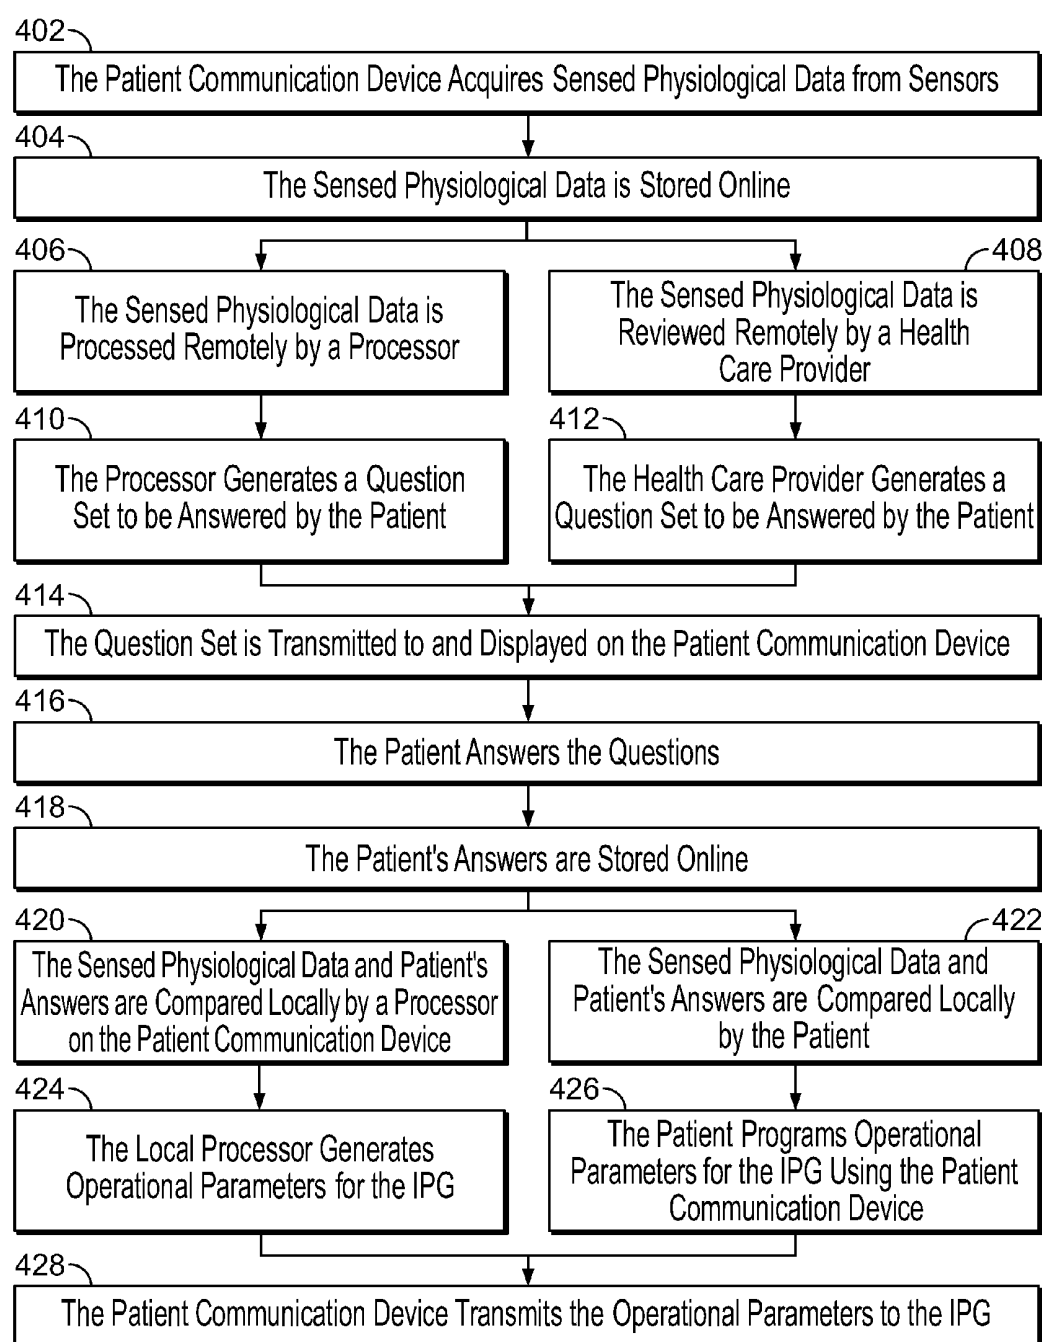 402
The Patient Communication Device Acquires Sensed Physiological Data from Sensors
404
The Sensed Physiological Data is Stored Online
406
The Sensed Physiological Data is
Processed Remotely by a Processor
408
The Sensed Physiological Data is
Reviewed Remotely by a Health
Care Provider
410
The Processor Generates a Question
Set to be Answered by the Patient
412
The Health Care Provider Generates a
Question Set to be Answered by the Patient
414
The Question Set is Transmitted to and Displayed on the Patient Communication Device
416
The Patient Answers the Questions
418
The Patient's Answers are Stored Online
420
The Sensed Physiological Data and Patient's
Answers are Compared Locally by a Processor
on the Patient Communication Device
422
The Sensed Physiological Data and
Patient's Answers are Compared Locally
by the Patient
424
The Local Processor Generates
Operational Parameters for the IPG
426
The Patient Programs Operational
Parameters for the IPG Using the Patient
Communication Device
428
The Patient Communication Device Transmits the Operational Parameters to the IPG